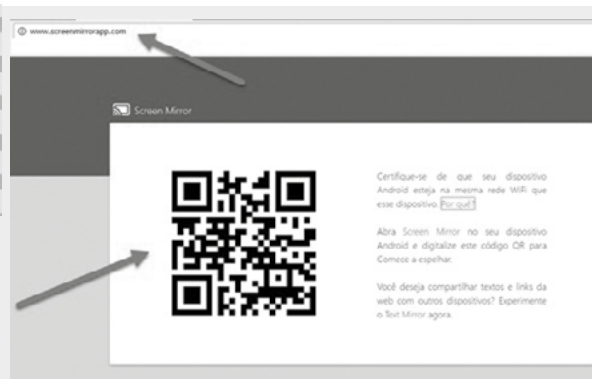 www.screenmirrorapp.com
Screen Mirror
Certifique-se de que seu dispositivo
Android esteja na mesma rede WiFi que
esse dispositivo. Por quê?
Abra Screen Mirror no seu dispositivo
Android e digitalize este código QR para
Comece a espelhar.
Você deseja compartilhar textos e links da
web com outros dispositivos? Experimente
o Text Mirror agora.